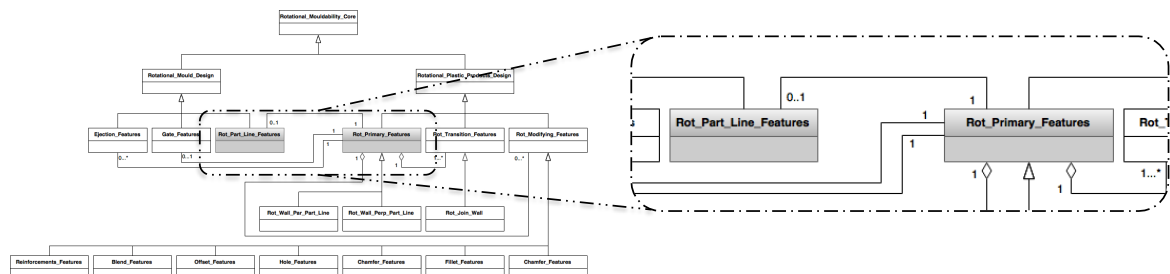 Rotational_Mouldability_Core
Rotational_Mould_Design
Rotational_Plastic_Products_Design
0..1
1
1
1
Ejection_Features
Gate_Features
Rot_Part_Line_Features
Rot_Primary_Features
Rot_Transition_Features
Rot_Modifying_Features
0...*
0...1
1
1
1...*
0...*
Rot_Wall_Par_Part_Line
Rot_Wall_Perp_Part_Line
Rot_Join_Wall
Reinforcements_Features
Blend_Features
Offset_Features
Hole_Features
Chamfer_Features
Fillet_Features
Chamfer_Features
0..1
1
1
1
Rot_Part_Line_Features
Rot_Primary_Features
1
1
1...*